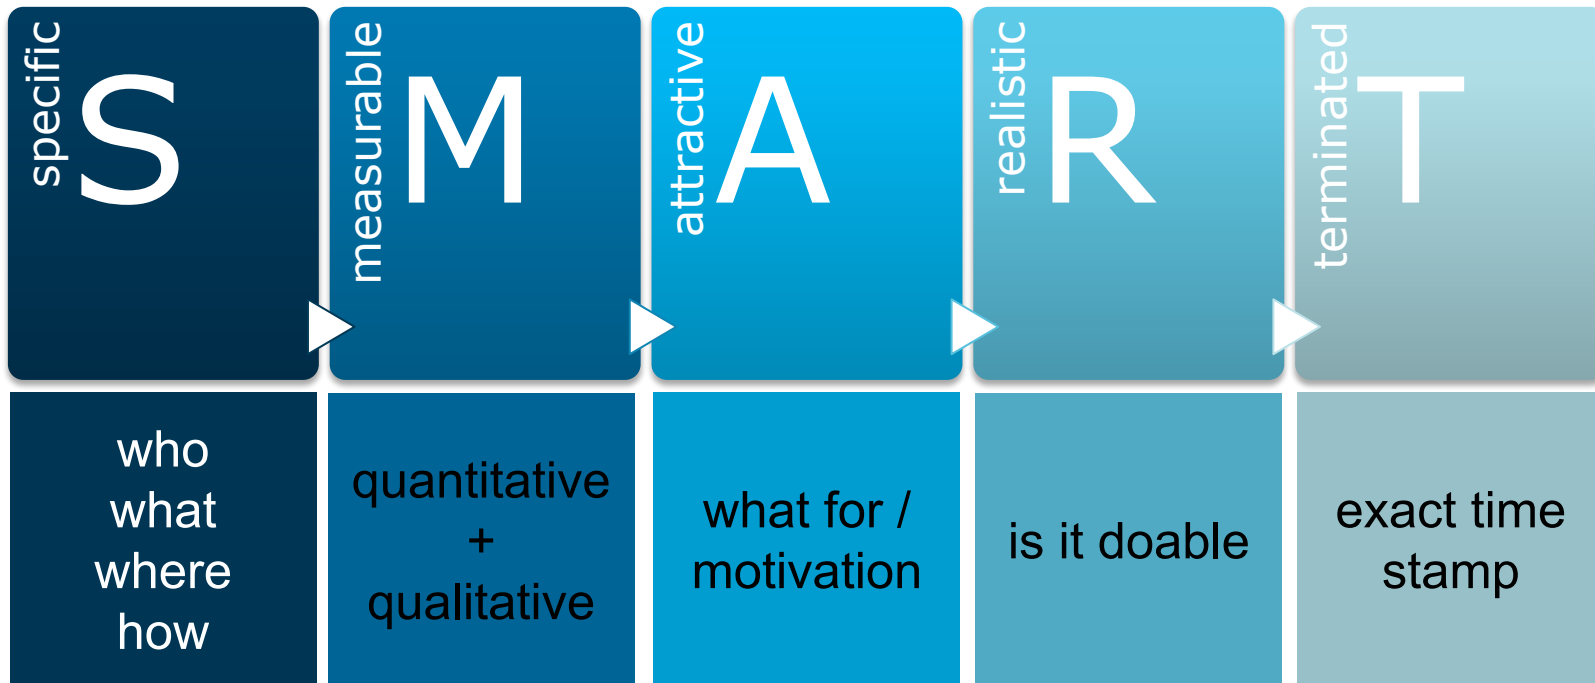 specific
S
measurable
M
attractive
A
realistic
R
terminated
T
who
what
where
how
quantitative
+
qualitative
what for /
motivation
is it doable
exact time
stamp